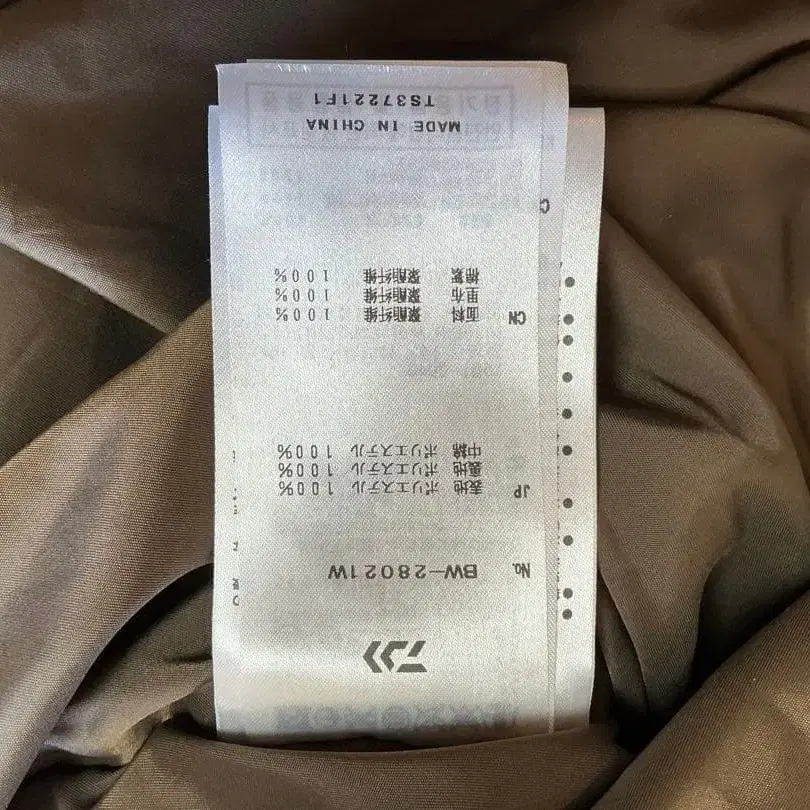 No. BW-28021W
JP 表地 ポリエステル 100%
裏地 ポリエステル 100%
中綿 ポリエステル 100%
CN 面料 聚酯纤维 100%
里布 聚酯纤维 100%
棉絮 聚酯纤维 100%
MADE IN CHINA
TS37221F1